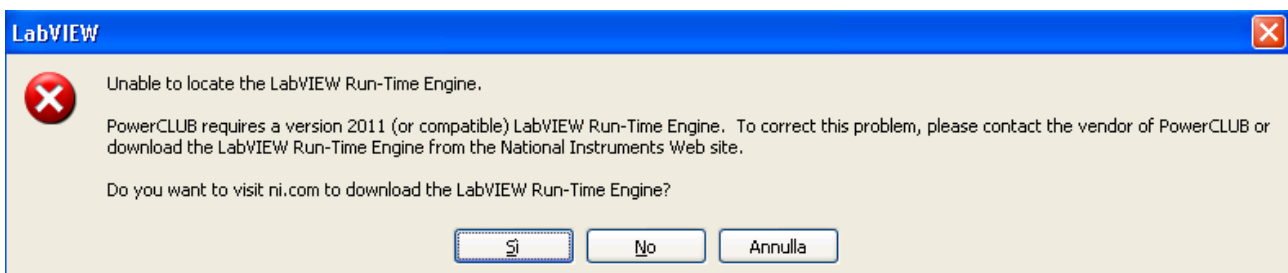 LabVIEW
Unable to locate the LabVIEW Run-Time Engine.
PowerCLUB requires a version 2011 (or compatible) LabVIEW Run-Time Engine.  To correct this problem, please contact the vendor of PowerCLUB or
download the LabVIEW Run-Time Engine from the National Instruments Web site.
Do you want to visit ni.com to download the LabVIEW Run-Time Engine?
Sì No Annulla